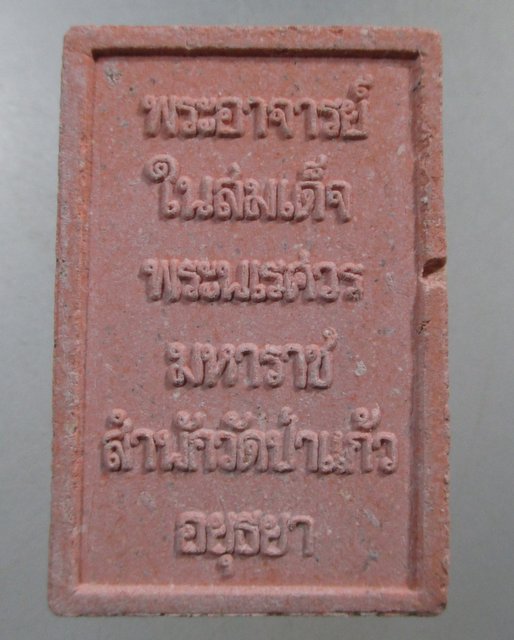 พระอาจารย์
ในสมเด็จ
พระนเรศวร
มหาราช
สำนักวัดป่าแก้ว
อยุธยา